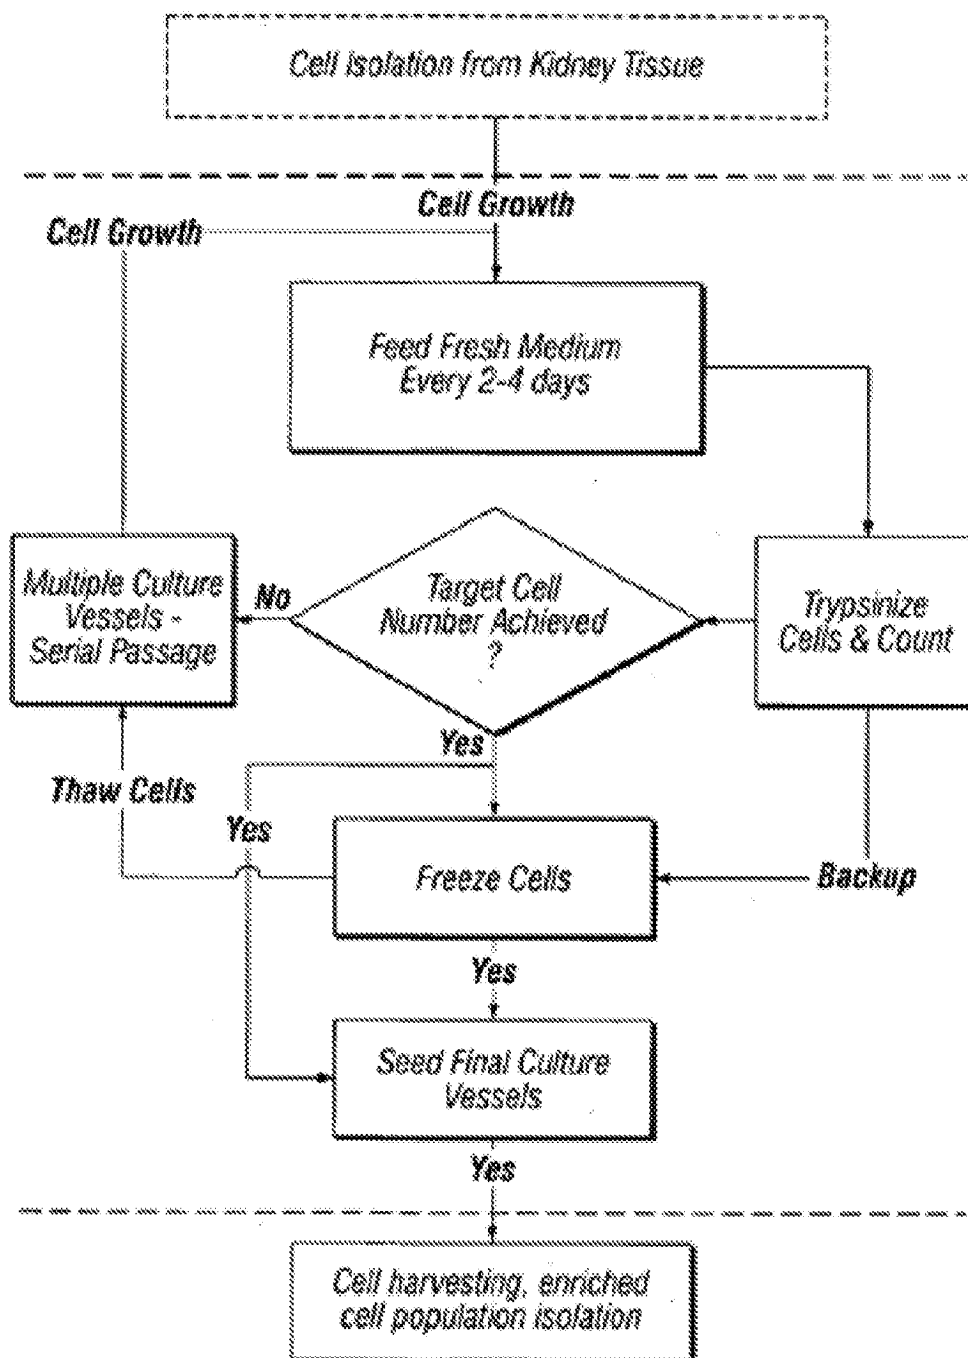 Cell Isolation from Kidney Tissue
Cell Growth
Cell Growth
Feed Fresh Medium
Every 2-4 days
Multiple Culture
Vessels -
Serial Passage
No
Target Cell
Number Achieved
?
Trypsinize
Cells & Count
Yes
Thaw Cells
Yes
Freeze Cells
Backup
Yes
Seed Final Culture
Vessels
Yes
Cell harvesting, enriched
cell population isolation